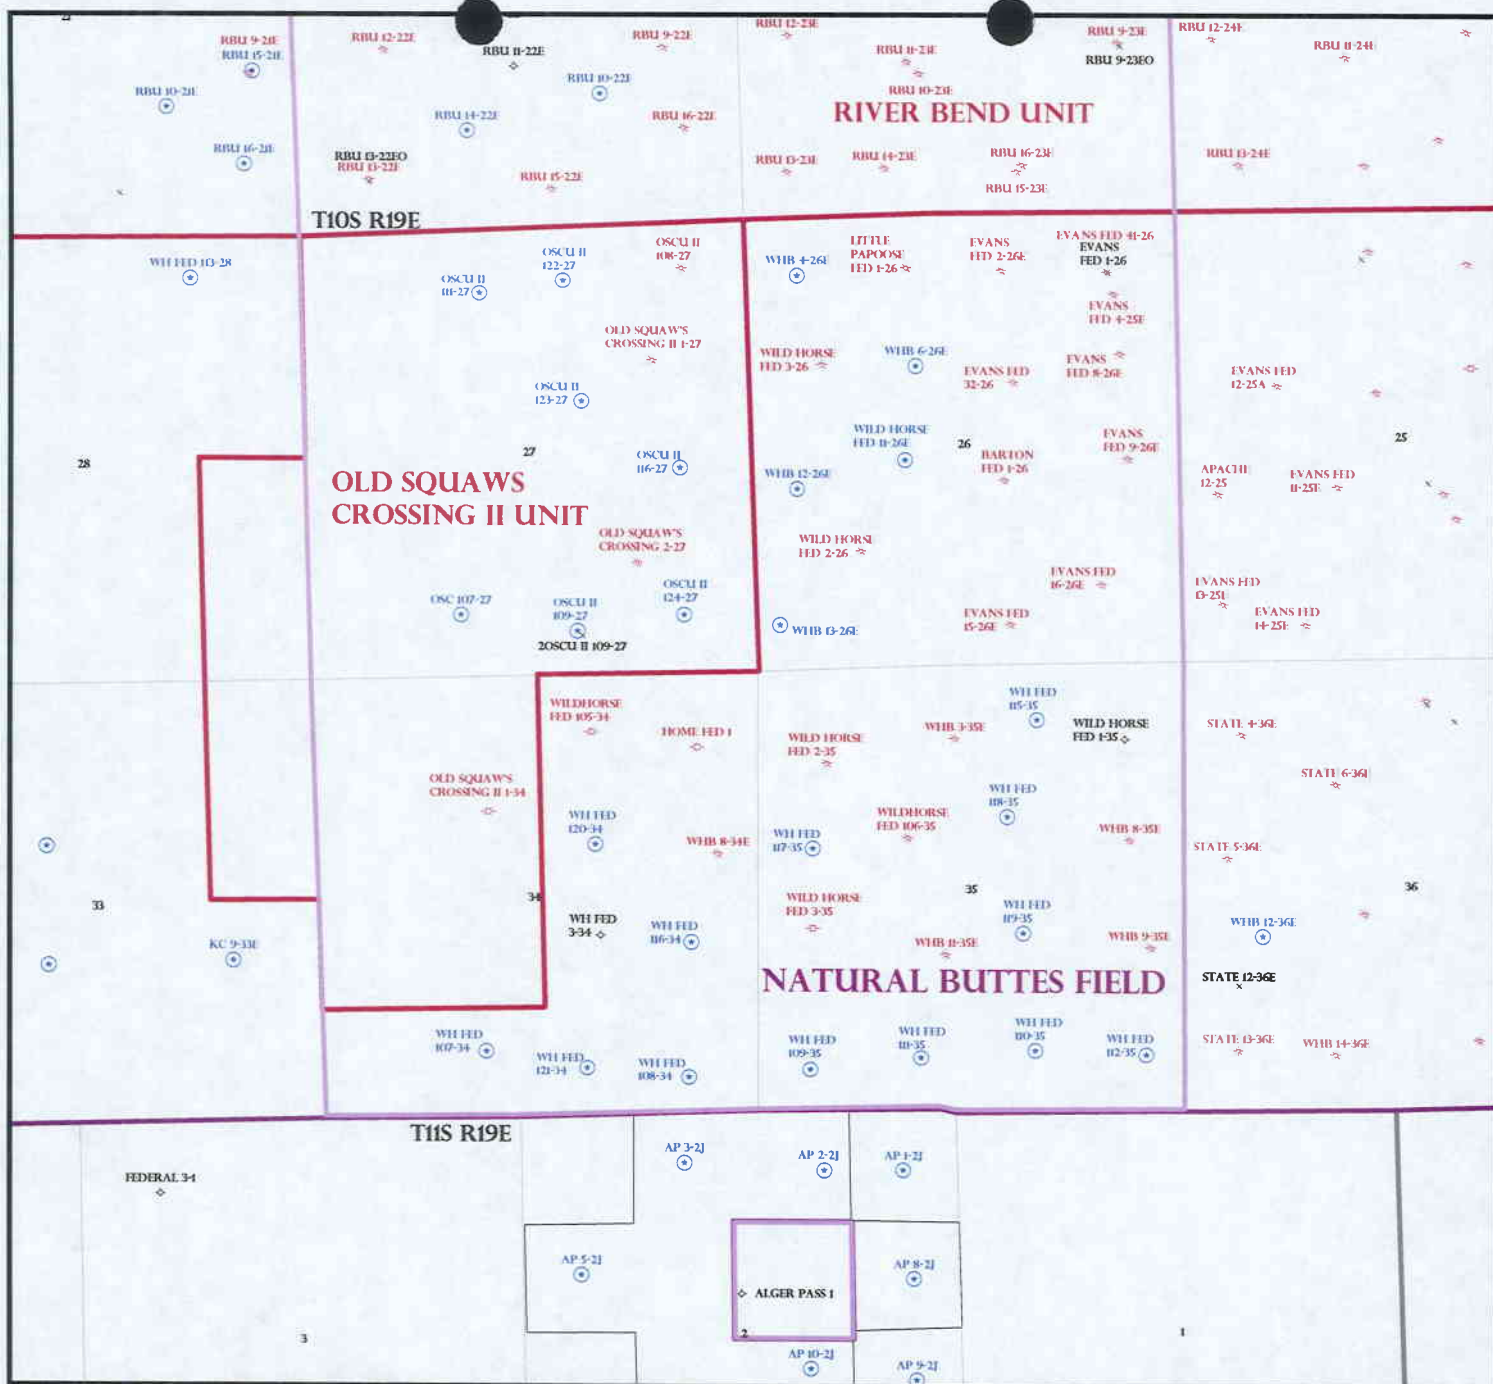 RBU 9-21E
RBU 15-21E
RBU 10-21E
RBU 16-21E
RBU 12-22E
RBU 11-22E
RBU 9-22E
RBU 10-22E
RBU 14-22E
RBU 16-22E
RBU 13-22EO
RBU 13-22E
RBU 15-22E
RBU 12-23E
RBU 11-23E
RBU 10-23E
RBU 9-23E
RBU 9-23EO
RIVER BEND UNIT
RBU 13-23E
RBU 14-23E
RBU 16-23E
RBU 15-23E
RBU 12-24E
RBU 11-24E
RBU 13-24E
T10S R19E
WH FED 113-28
28
OSCU II
111-27
OSCU II
122-27
OSCU II
108-27
OLD SQUAW'S
CROSSING II 1-27
OSCU II
123-27
27
OSCU II
116-27
OLD SQUAWS
CROSSING II UNIT
OLD SQUAW'S
CROSSING 2-27
OSC 107-27
OSCU II
109-27
OSCU II
124-27
2OSCU II 109-27
WHB 4-26E
LITTLE
PAPOOSE
FED 1-26
EVANS
FED 2-26E
EVANS FED 41-26
EVANS
FED 1-26
EVANS
FED 4-25E
WILD HORSE
FED 3-26
WHB 6-26E
EVANS FED
32-26
EVANS
FED 8-26E
WILD HORSE
FED 11-26E
26
EVANS
FED 9-26E
BARTON
FED 1-26
WHB 12-26E
WILD HORSE
FED 2-26
EVANS FED
16-26E
EVANS FED
15-26E
WHB 13-26E
EVANS FED
12-25A
25
APACHE
12-25
EVANS FED
11-25E
EVANS FED
13-25E
EVANS FED
14-25E
33
KC 9-33E
WILDHORSE
FED 105-34
HOME FED 1
OLD SQUAW'S
CROSSING II 1-34
WH FED
120-34
WHB 8-34E
34
WH FED
3-34
WH FED
116-34
WH FED
107-34
WH FED
121-34
WH FED
108-34
WH FED
115-35
WILD HORSE
FED 2-35
WHB 3-35E
WILD HORSE
FED 1-35
WH FED
118-35
WILDHORSE
FED 106-35
WH FED
117-35
WHB 8-35E
35
WILD HORSE
FED 3-35
WH FED
119-35
WHB 11-35E
WHB 9-35E
NATURAL BUTTES FIELD
WH FED
109-35
WH FED
111-35
WH FED
110-35
WH FED
112-35
STATE 4-36E
STATE 6-36E
STATE 5-36E
36
WHB 12-36E
STATE 12-36E
STATE 13-36E
WHB 14-36E
T11S R19E
FEDERAL 3-1
3
AP 3-2J
AP 2-2J
AP 1-2J
AP 5-2J
AP 8-2J
ALGER PASS 1
2
AP 10-2J
AP 9-2J
1